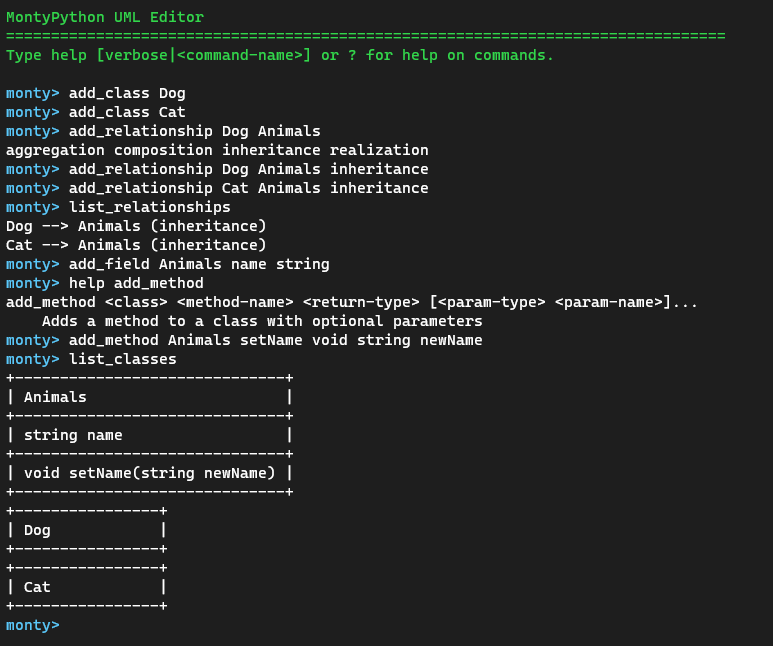 MontyPython UML Editor
================================================================================
Type help [verbose|<command-name>] or ? for help on commands.
monty> add_class Dog
monty> add_class Cat
monty> add_relationship Dog Animals
aggregation composition inheritance realization
monty> add_relationship Dog Animals inheritance
monty> add_relationship Cat Animals inheritance
monty> list_relationships
Dog --> Animals (inheritance)
Cat --> Animals (inheritance)
monty> add_field Animals name string
monty> help add_method
add_method <class> <method-name> <return-type> [<param-type> <param-name>]...
    Adds a method to a class with optional parameters
monty> add_method Animals setName void string newName
monty> list_classes
+------------------------------+
| Animals                      |
+------------------------------+
| string name                  |
+------------------------------+
| void setName(string newName) |
+------------------------------+
+----------------+
| Dog            |
+----------------+
+----------------+
| Cat            |
+----------------+
monty>